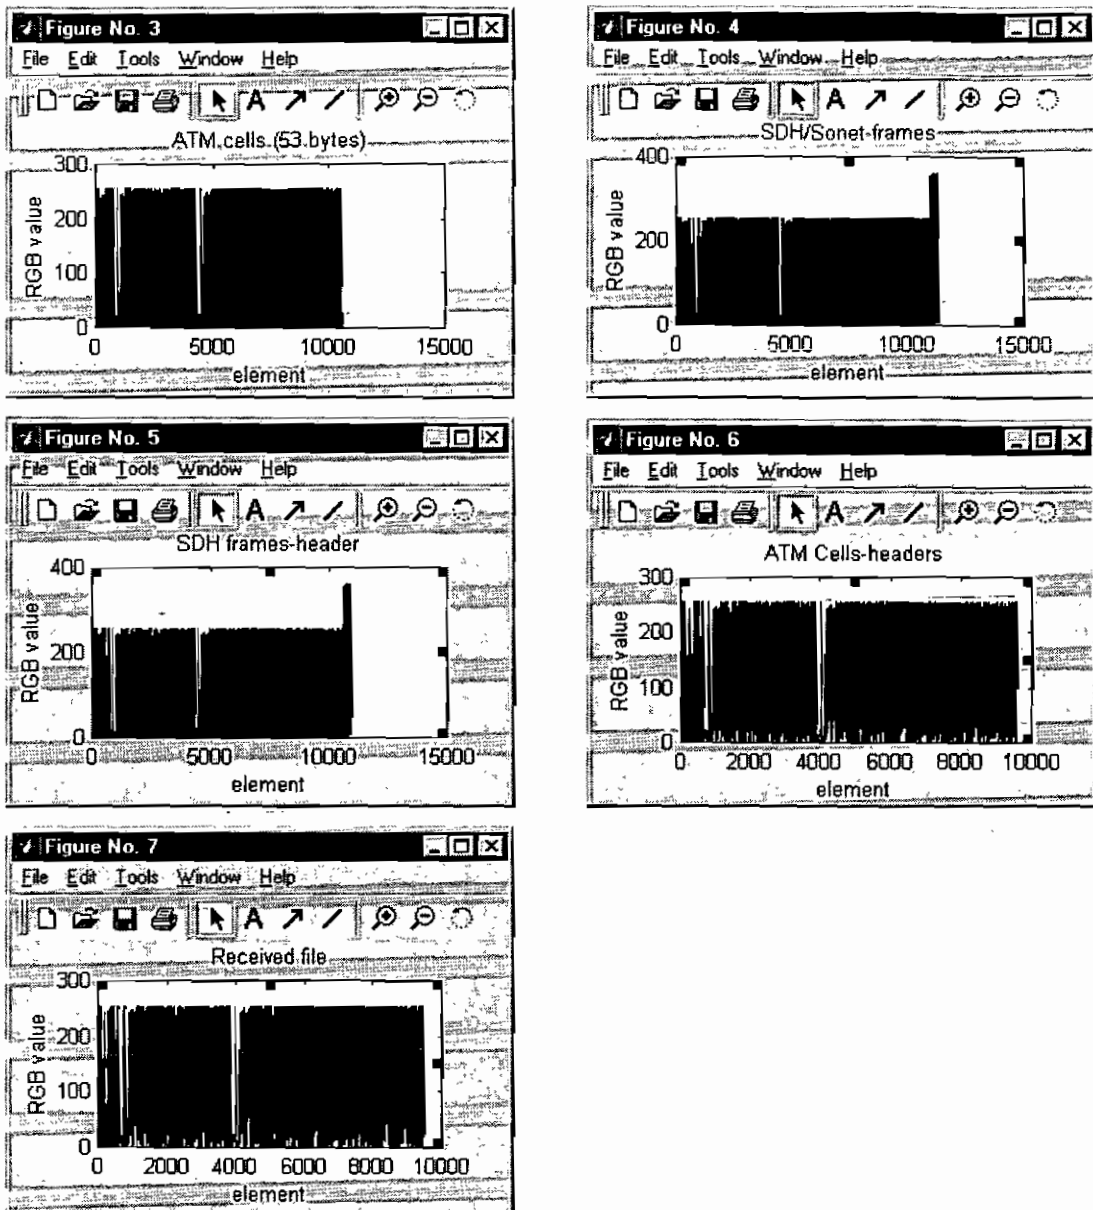 Figure No. 3
File Edit Tools Window Help
A
ATM cells (53 bytes)
300
200
100
0
RGB value
0 5000 10000 15000
element
Figure No. 4
File Edit Tools Window Help
A
SDH/Sonet-frames
400
200
0
RGB value
0 5000 10000 15000
element
Figure No. 5
File Edit Tools Window Help
A
SDH frames-header
400
200
0
RGB value
0 5000 10000 15000
element
Figure No. 6
File Edit Tools Window Help
A
ATM Cells-headers
300
200
100
0
RGB value
0 2000 4000 6000 8000 10000
element
Figure No. 7
File Edit Tools Window Help
A
Received file
300
200
100
0
RGB value
0 2000 4000 6000 8000 10000
element